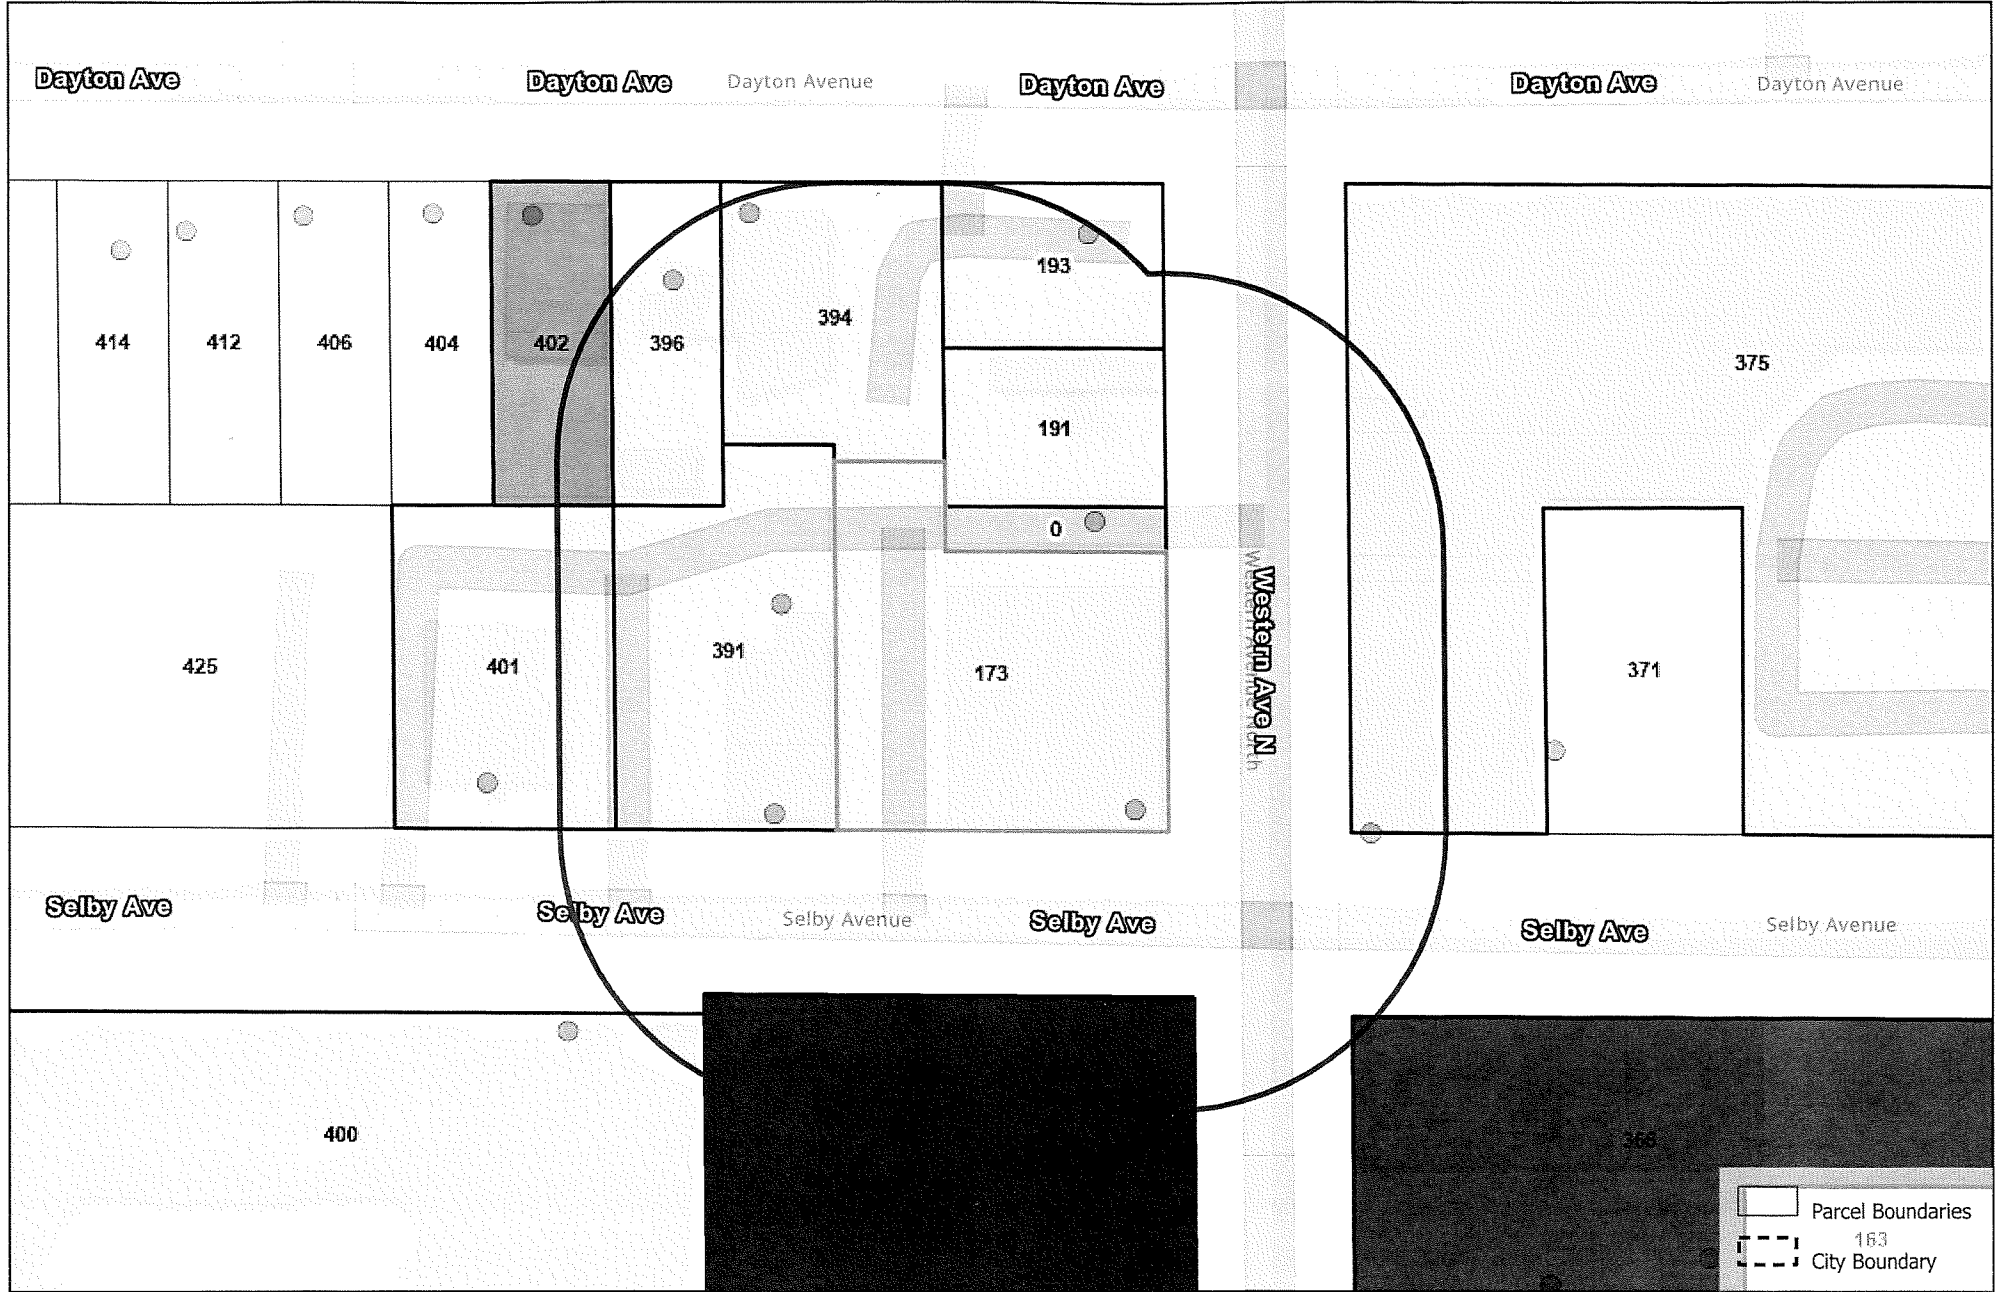 Dayton Ave
Dayton Ave
Dayton Avenue
Dayton Ave
Dayton Ave
Dayton Avenue
193
394
414
412
406
404
402
396
375
191
0
425
401
391
173
371
Western Ave N
Selby Ave
Selby Ave
Selby Avenue
Selby Ave
Selby Ave
Selby Avenue
400
Parcel Boundaries
163
City Boundary